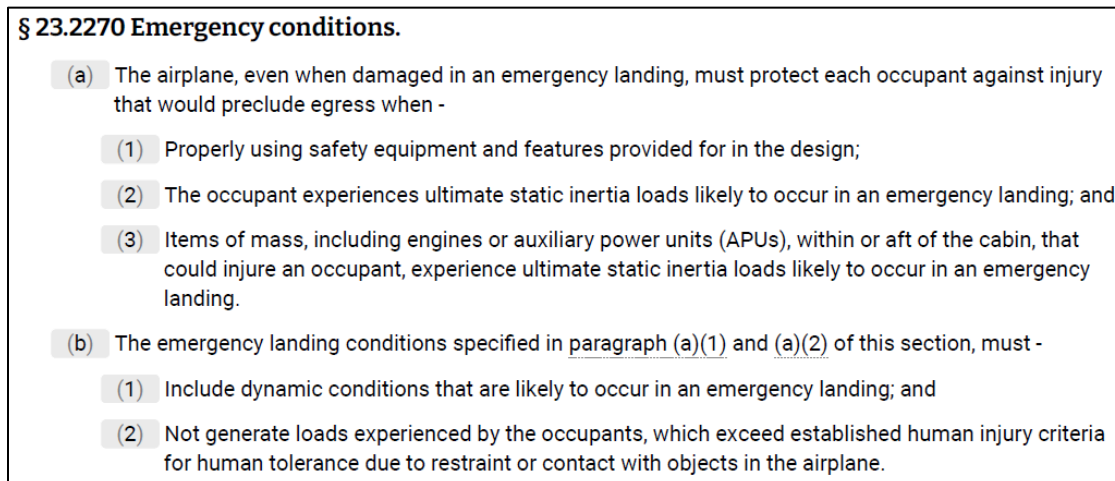 § 23.2270 Emergency conditions.
(a) The airplane, even when damaged in an emergency landing, must protect each occupant against injury
that would preclude egress when -
(1) Properly using safety equipment and features provided for in the design;
(2) The occupant experiences ultimate static inertia loads likely to occur in an emergency landing; and
(3) Items of mass, including engines or auxiliary power units (APUs), within or aft of the cabin, that
could injure an occupant, experience ultimate static inertia loads likely to occur in an emergency
landing.
(b) The emergency landing conditions specified in paragraph (a)(1) and (a)(2) of this section, must -
(1) Include dynamic conditions that are likely to occur in an emergency landing; and
(2) Not generate loads experienced by the occupants, which exceed established human injury criteria
for human tolerance due to restraint or contact with objects in the airplane.